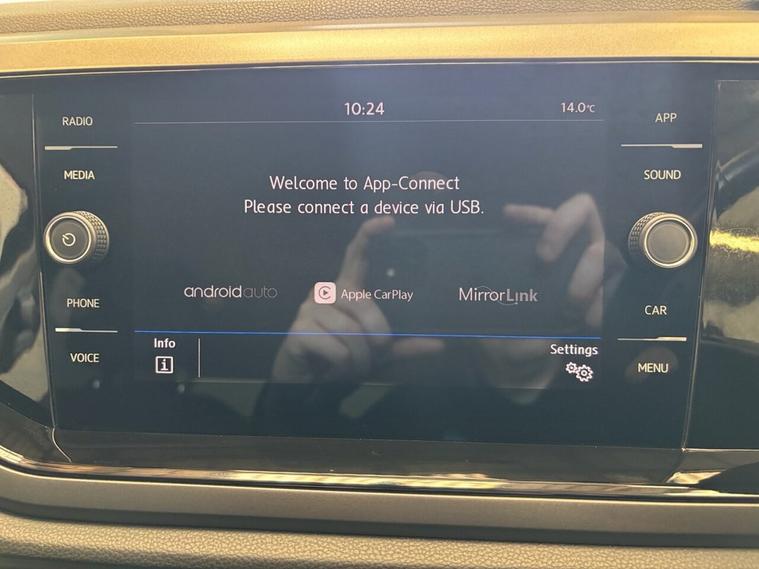 10:24
14.0°C
RADIO
MEDIA
PHONE
VOICE
Welcome to App-Connect
Please connect a device via USB.
androidauto
Apple CarPlay
MirrorLink
Info
i
Settings
APP
SOUND
CAR
MENU